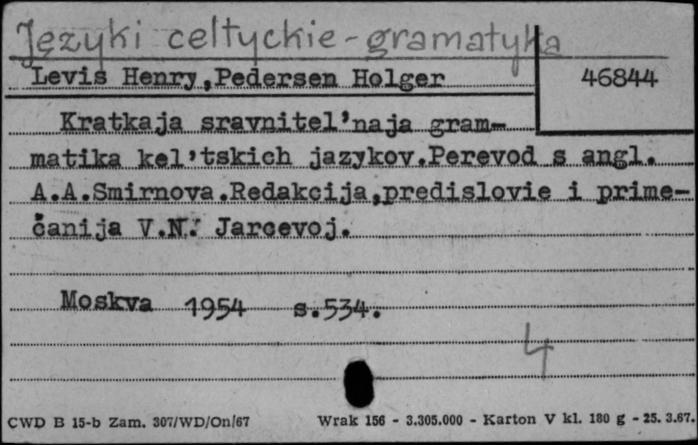 Języki celtyckie-gramatyka
Levis Henry,Pedersen Holger
46844
Kratkaja sravnitel'naja gram-
matika kel'tskich jazykov.Perevod s angl.
A.A.Smirnova.Redakcija,predislovie i prime-
čanija V.N. Jarcevoj.
Moskva 1954 s.534.
4
CWD B 15-b Zam. 307/WD/On/67 Wrak 156 - 3.305.000 - Karton V kl. 180 g - 25. 3.67.